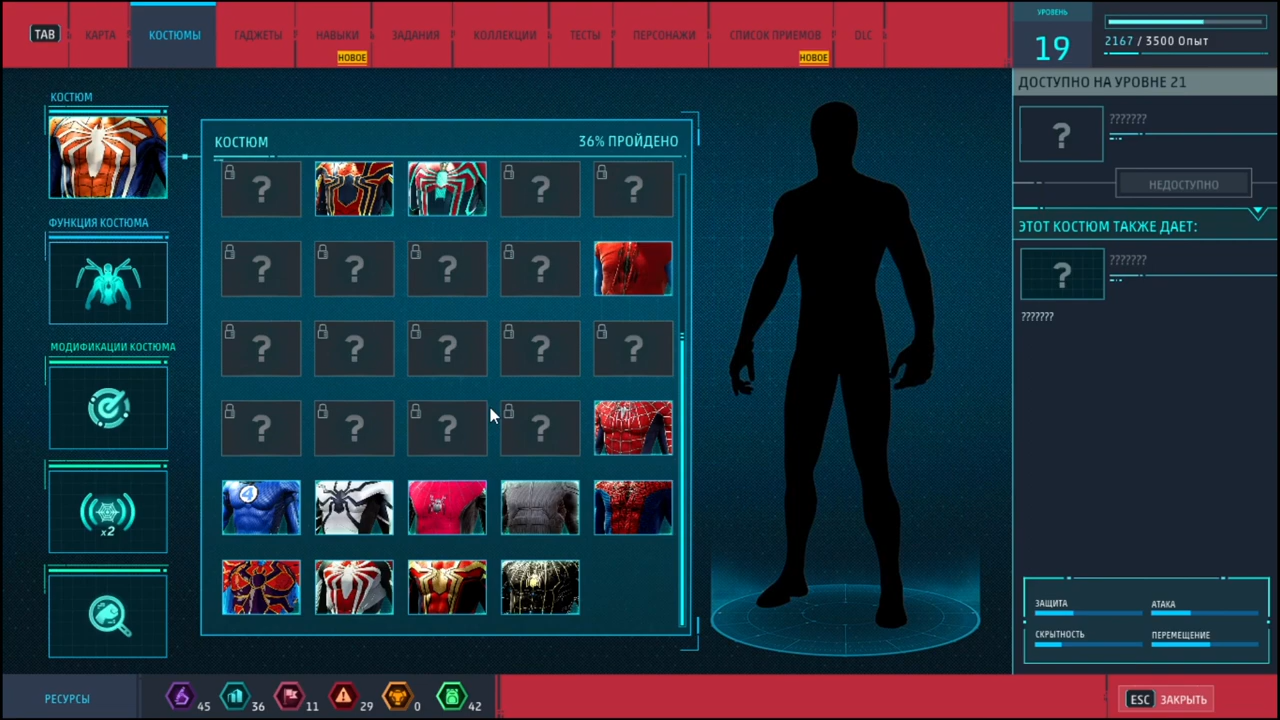 TAB
КАРТА
КОСТЮМЫ
ГАДЖЕТЫ
НАВЫКИ
НОВОЕ
ЗАДАНИЯ
КОЛЛЕКЦИИ
ТЕСТЫ
ПЕРСОНАЖИ
СПИСОК ПРИЕМОВ
НОВОЕ
DLC
УРОВЕНЬ
19
2167 / 3500 Опыт
КОСТЮМ
ФУНКЦИЯ КОСТЮМА
МОДИФИКАЦИИ КОСТЮМА
x2
КОСТЮМ
36% ПРОЙДЕНО
? ? ?
? ? ? ?
? ? ? ? ?
? ? ? ?
4
ДОСТУПНО НА УРОВНЕ 21
?
???????
НЕДОСТУПНО
ЭТОТ КОСТЮМ ТАКЖЕ ДАЕТ:
?
???????
???????
ЗАЩИТА
АТАКА
СКРЫТНОСТЬ
ПЕРЕМЕЩЕНИЕ
РЕСУРСЫ
45
36
11
29
0
42
ESC ЗАКРЫТЬ